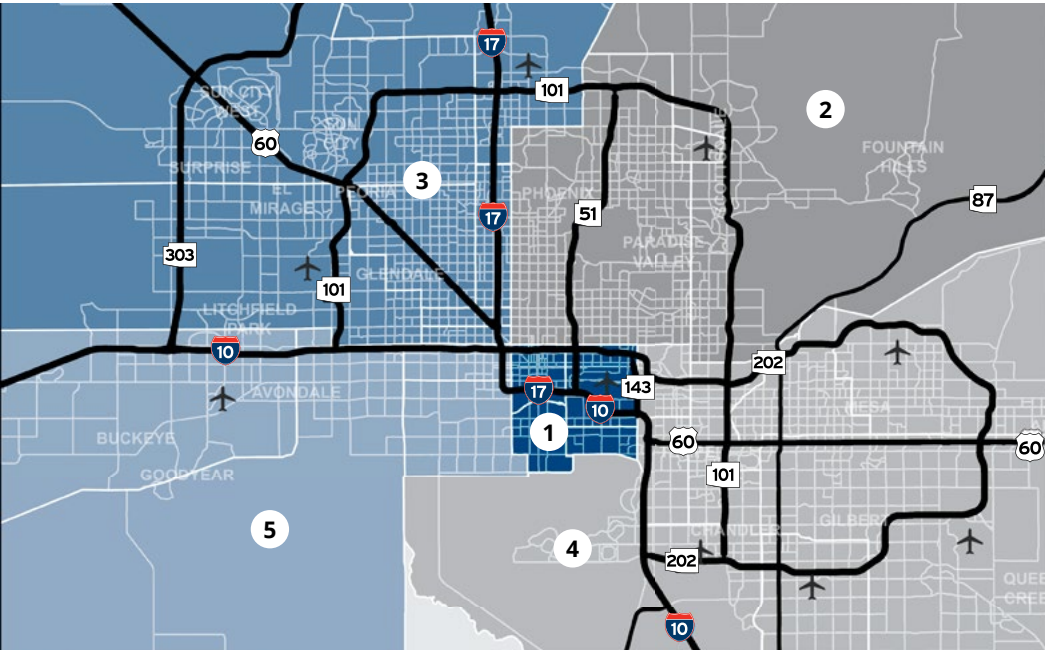 17
101
SUN CITY
WEST
2
60
SUN
CITY
FOUNTAIN
HILLS
SURPRISE
3
EL
MIRAGE
PEORIA
PHOENIX
87
17
51
PARADISE
VALLEY
303
GLENDALE
101
LITCHFIELD
PARK
10
202
143
AVONDALE
17
10
MESA
BUCKEYE
1
60
60
GOODYEAR
101
5
4
CHANDLER
GILBERT
202
QUEE
CREE
10